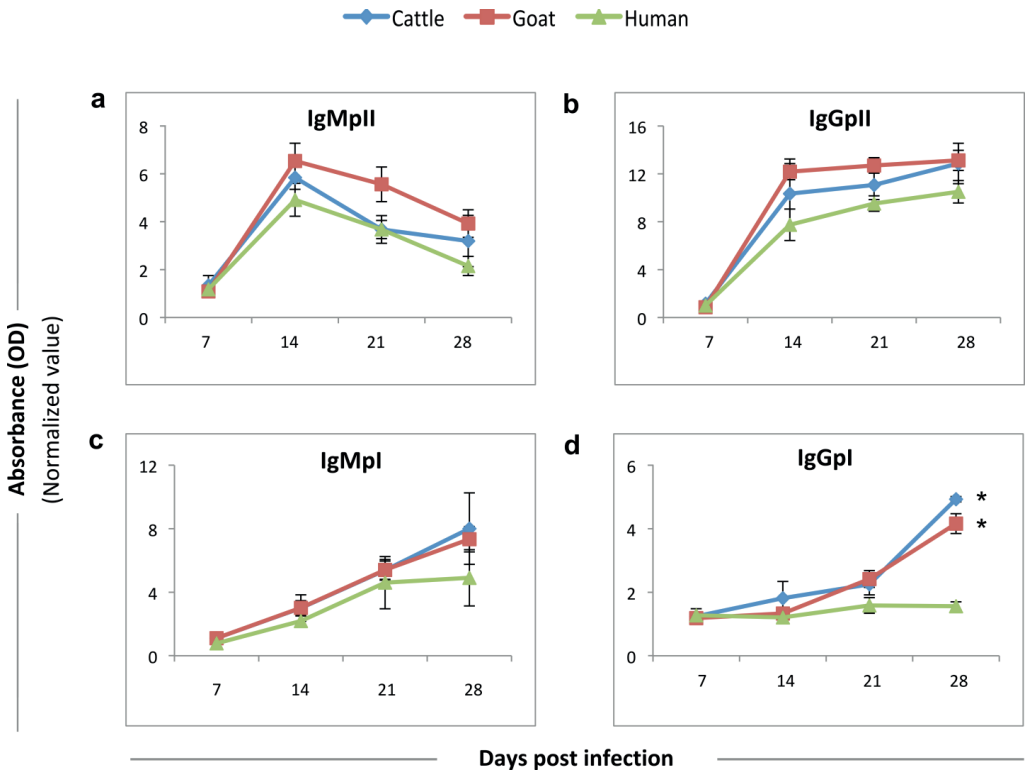 Cattle Goat Human
a
IgMpII
8
6
4
2
0
7 14 21 28
b
IgGpII
16
12
8
4
0
7 14 21 28
c
IgMpI
12
8
4
0
7 14 21 28
d
IgGpI
6
4
2
0
*
*
7 14 21 28
Absorbance (OD)
(Normalized value)
Days post infection